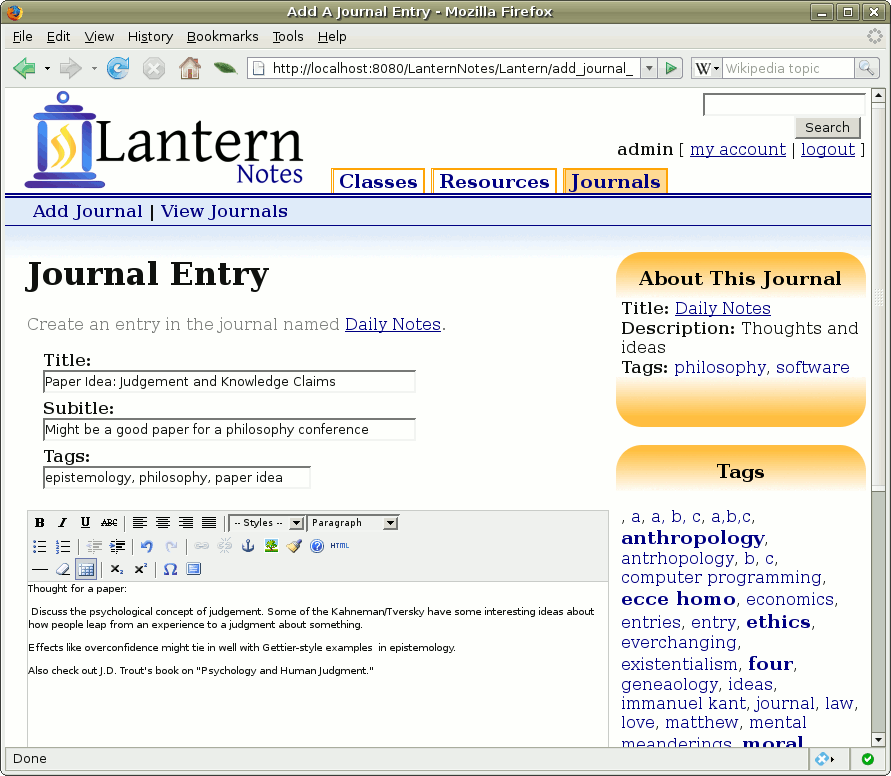 Add A Journal Entry - Mozilla Firefox
File Edit View History Bookmarks Tools Help
http://localhost:8080/LanternNotes/Lantern/add_journal_
W Wikipedia topic
Lantern
Notes
Search
admin [ my account | logout ]
Classes Resources Journals
Add Journal | View Journals
Journal Entry
Create an entry in the journal named Daily Notes.
Title:
Paper Idea: Judgement and Knowledge Claims
Subitle:
Might be a good paper for a philosophy conference
Tags:
epistemology, philosophy, paper idea
B I U ABC -- Styles -- Paragraph
HTML
X₂ X² Ω
Thought for a paper:
Discuss the psychological concept of judgement. Some of the Kahneman/Tversky have some interesting ideas about
how people leap from an experience to a judgment about something.
Effects like overconfidence might tie in well with Gettier-style examples in epistemology.
Also check out J.D. Trout's book on "Psychology and Human Judgment."
About This Journal
Title: Daily Notes
Description: Thoughts and
ideas
Tags: philosophy, software
Tags
, a, a, b, c, a,b,c,
anthropology,
antrhopology, b, c,
computer programming,
ecce homo, economics,
entries, entry, ethics,
everchanging,
existentialism, four,
geneaology, ideas,
immanuel kant, journal, law,
love, matthew, mental
meanderings, moral
Done